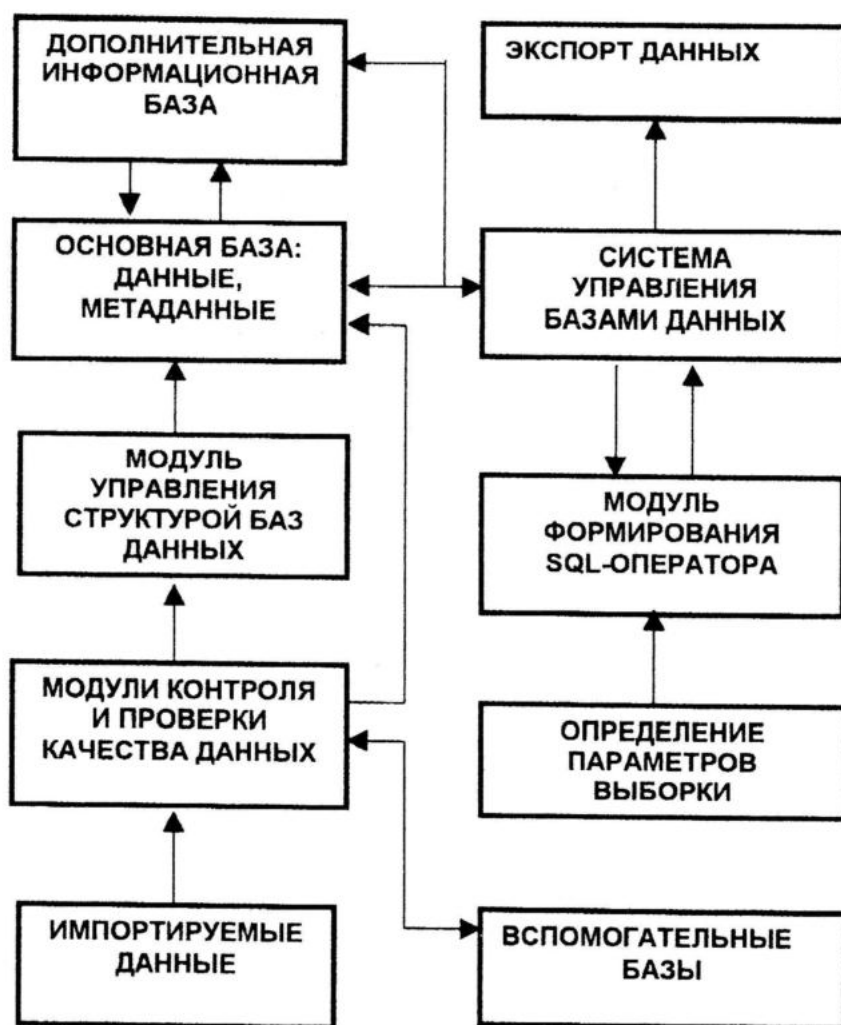 ДОПОЛНИТЕЛЬНАЯ
ИНФОРМАЦИОННАЯ
БАЗА
ЭКСПОРТ ДАННЫХ
ОСНОВНАЯ БАЗА:
ДАННЫЕ,
МЕТАДАННЫЕ
СИСТЕМА
УПРАВЛЕНИЯ
БАЗАМИ ДАННЫХ
МОДУЛЬ
УПРАВЛЕНИЯ
СТРУКТУРОЙ БАЗ
ДАННЫХ
МОДУЛЬ
ФОРМИРОВАНИЯ
SQL-ОПЕРАТОРА
МОДУЛИ КОНТРОЛЯ
И ПРОВЕРКИ
КАЧЕСТВА ДАННЫХ
ОПРЕДЕЛЕНИЕ
ПАРАМЕТРОВ
ВЫБОРКИ
ИМПОРТИРУЕМЫЕ
ДАННЫЕ
ВСПОМОГАТЕЛЬНЫЕ
БАЗЫ